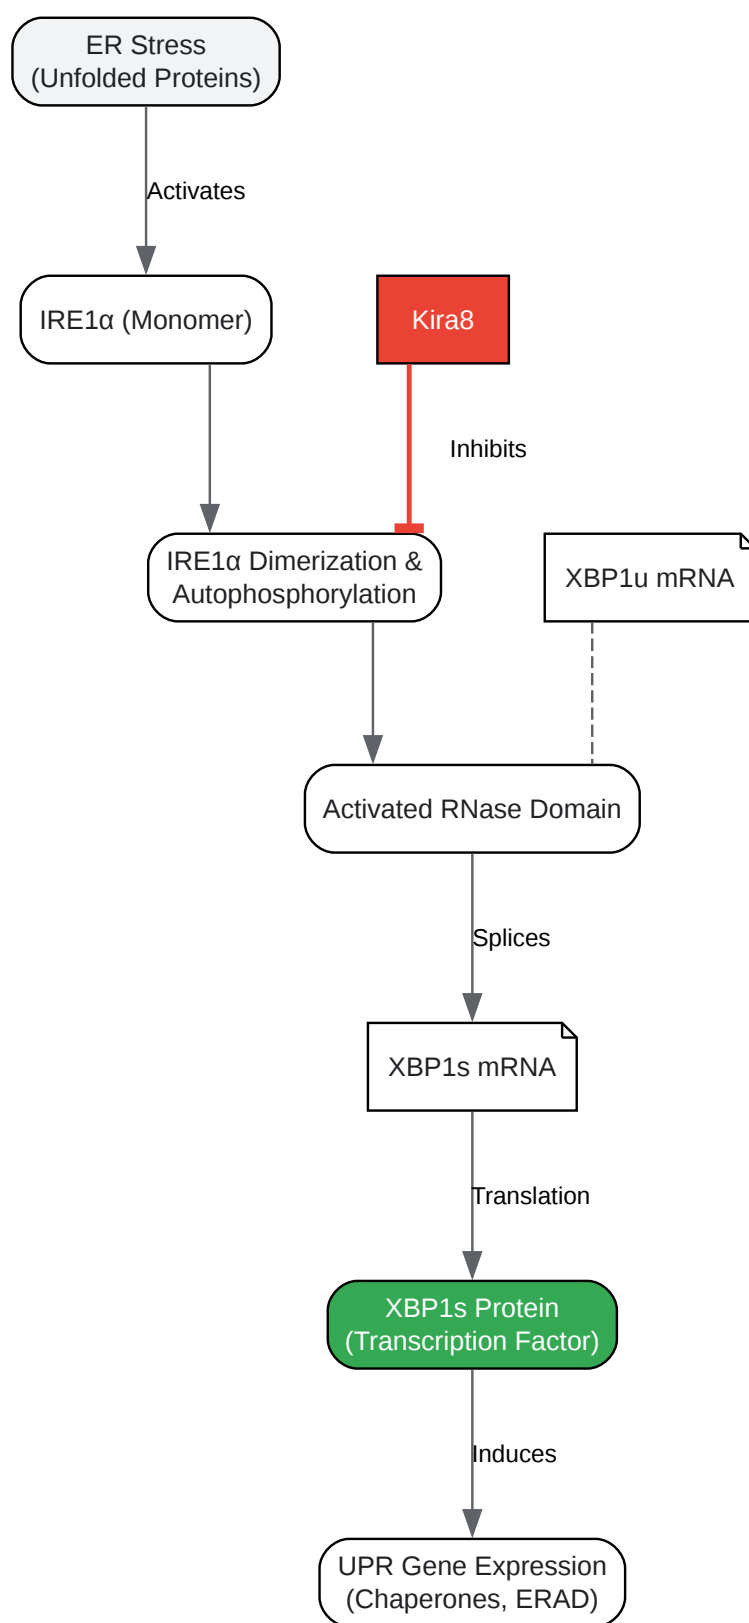 ER Stress
(Unfolded Proteins)
Activates
IRE1α (Monomer)
Kira8
Inhibits
IRE1α Dimerization &
Autophosphorylation
XBP1u mRNA
Activated RNase Domain
Splices
XBP1s mRNA
Translation
XBP1s Protein
(Transcription Factor)
Induces
UPR Gene Expression
(Chaperones, ERAD)